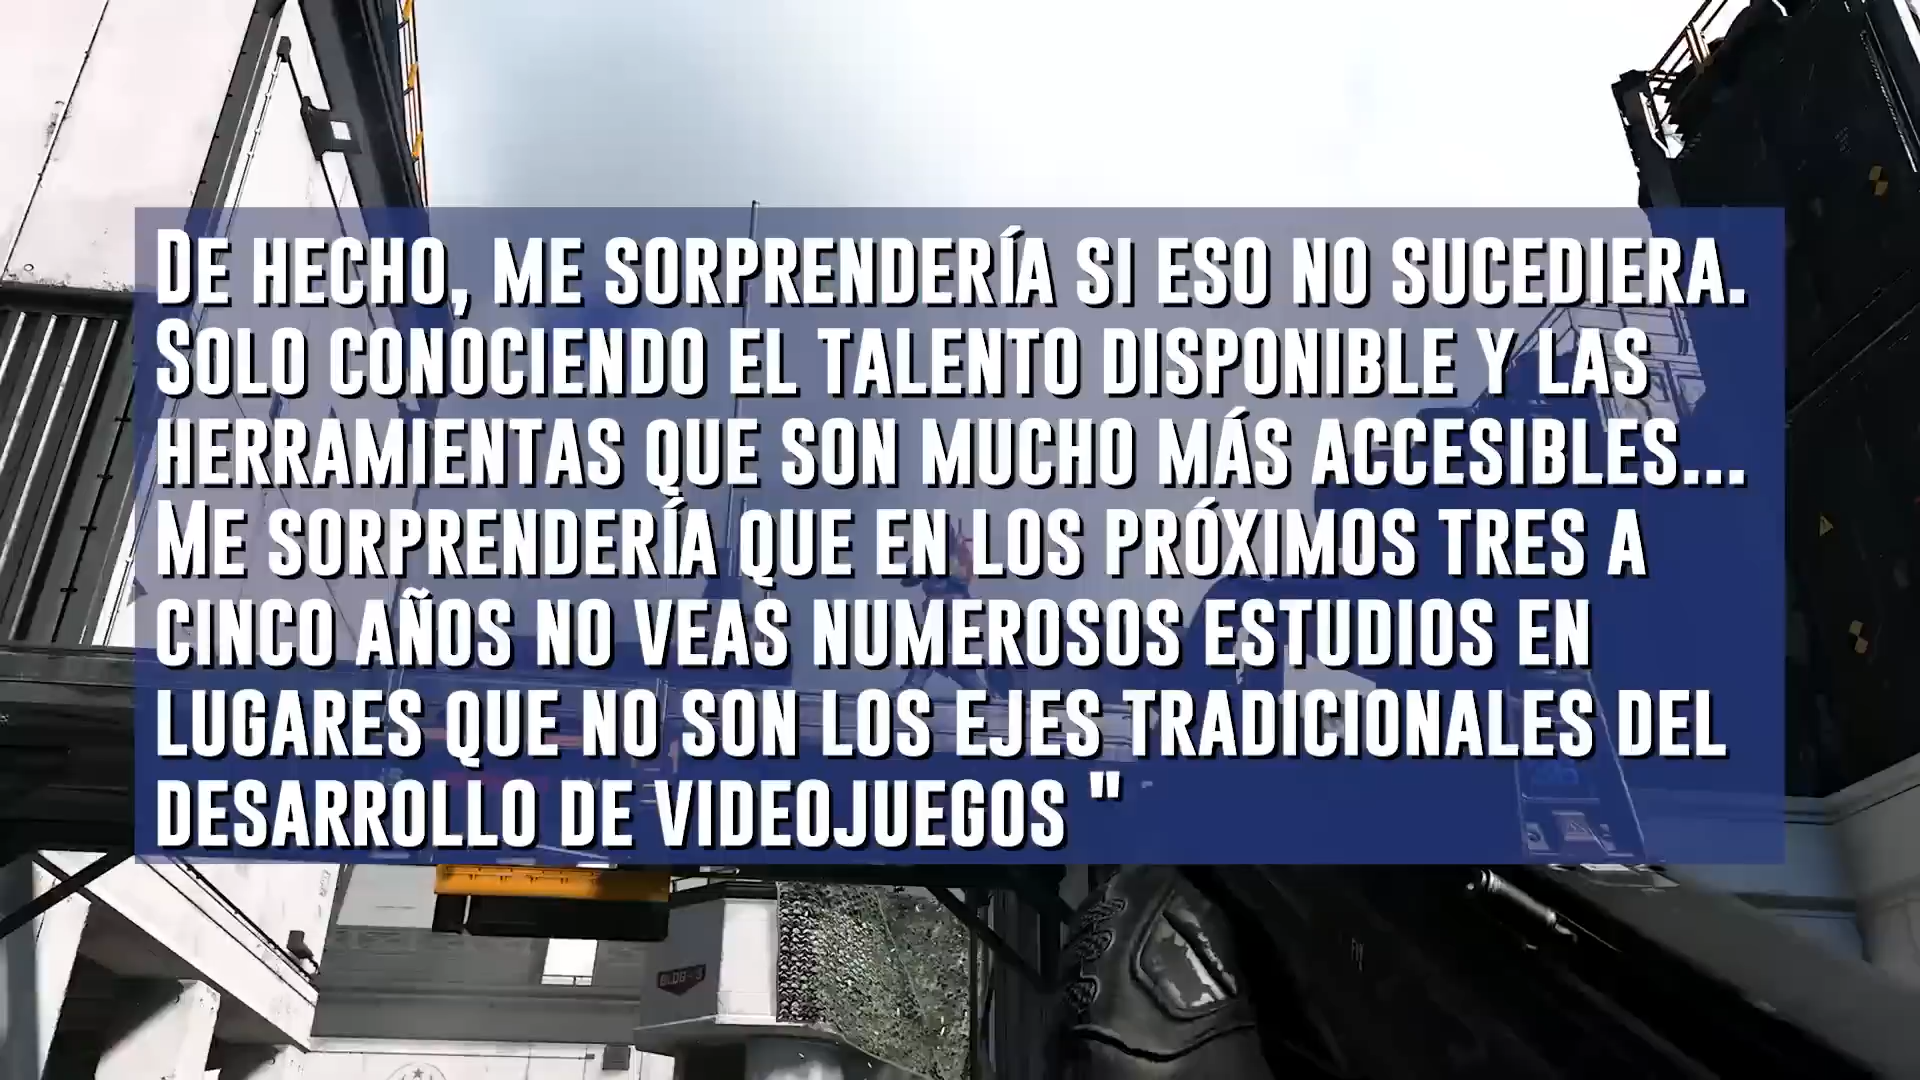 De hecho, me sorprendería si eso no sucediera.
Solo conociendo el talento disponible y las
herramientas que son mucho más accesibles...
Me sorprendería que en los próximos tres a
cinco años no veas numerosos estudios en
lugares que no son los ejes tradicionales del
desarrollo de videojuegos "
BLDG-3